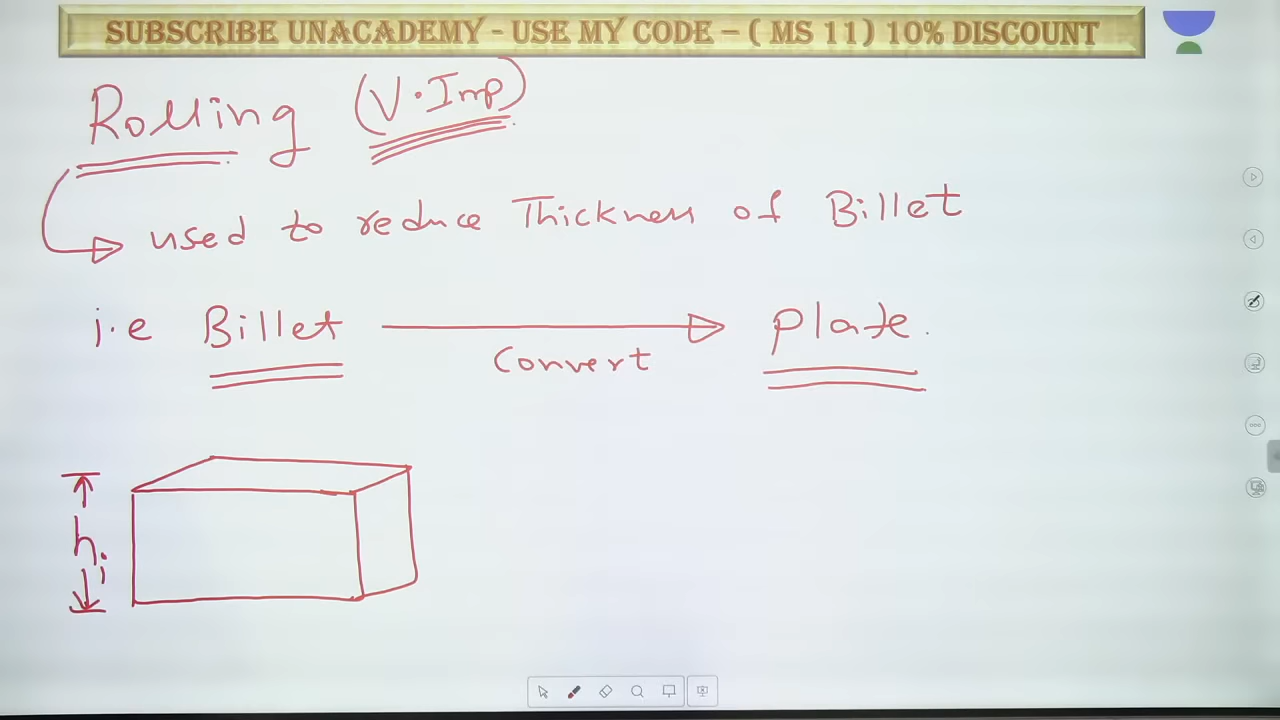 SUBSCRIBE UNACADEMY - USE MY CODE – ( MS 11) 10% DISCOUNT
Rolling (V.Imp)
used to reduce Thickness of Billet
i.e Billet Plate.
Convert
hi